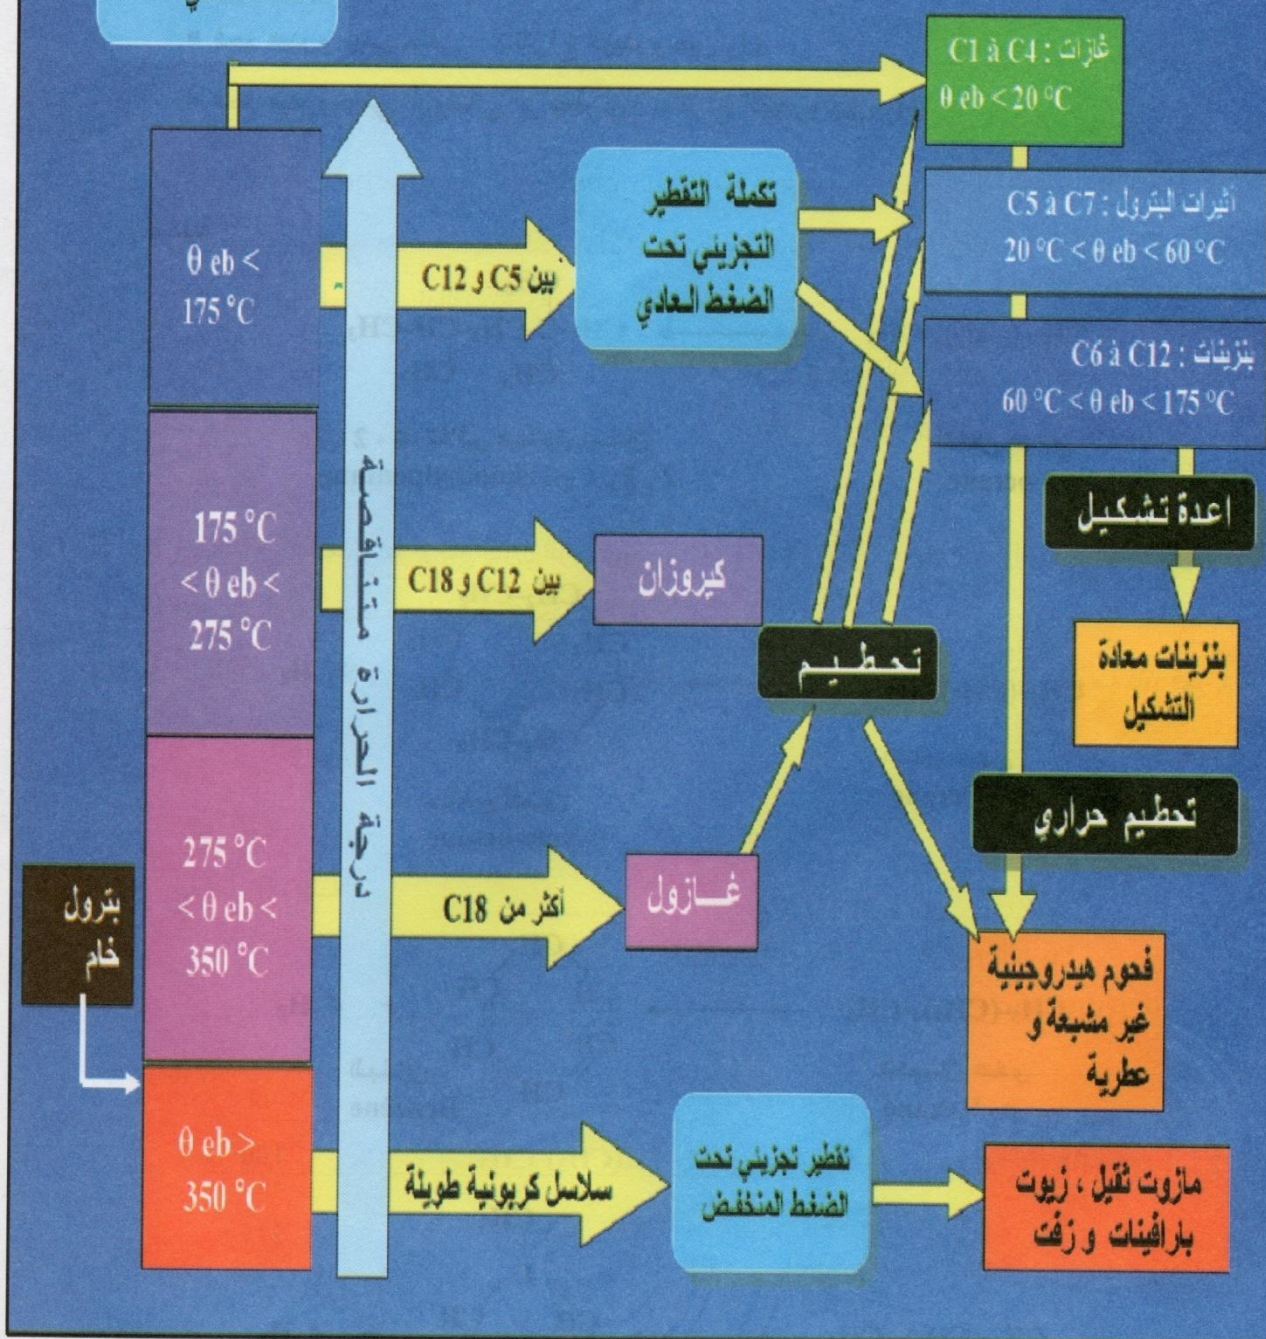 غازات : C1 à C4
θ eb < 20 °C
أثيرات البترول : C5 à C7
20 °C < θ eb < 60 °C
بنزينات : C6 à C12
60 °C < θ eb < 175 °C
تكملة التقطير
التجزيئي تحت
الضغط العادي
θ eb <
175 °C
بين C5 و C12
اعدة تشكيل
بنزينات معادة
التشكيل
175 °C
< θ eb <
275 °C
بين C12 و C18
كيروزان
درجة الحرارة متناقصة
تحطيم
تحطيم حراري
275 °C
< θ eb <
350 °C
أكثر من C18
غازول
بترول
خام
فحوم هيدروجينية
غير مشبعة و
عطرية
θ eb >
350 °C
سلاسل كربونية طويلة
تقطير تجزيئي تحت
الضغط المنخفض
مازوت ثقيل ، زيوت
بارافينات و زفت